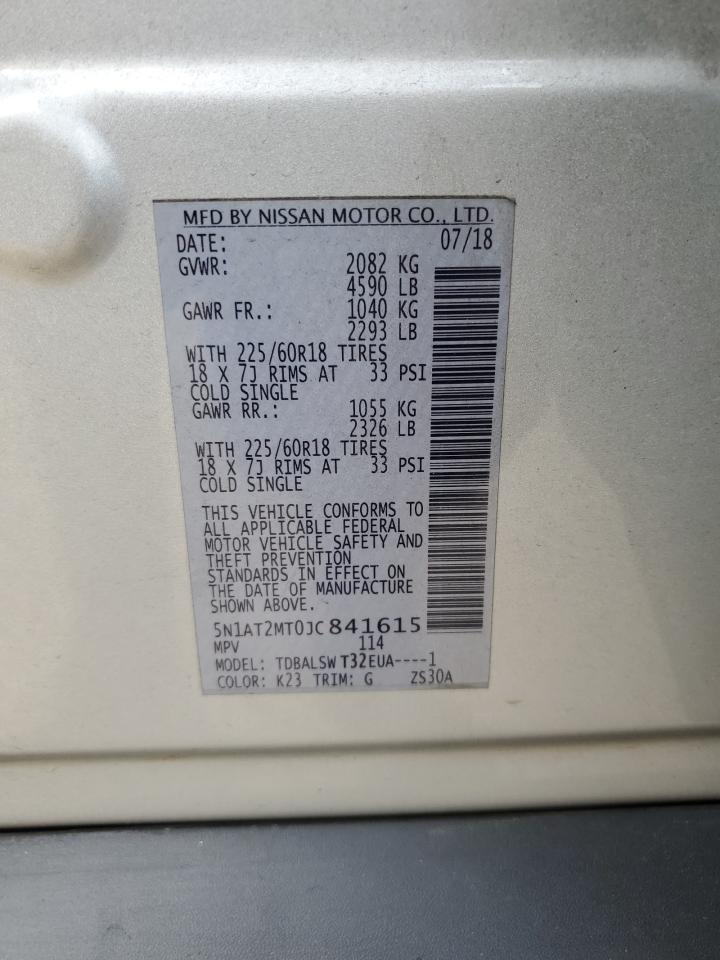 MFD BY NISSAN MOTOR CO., LTD.
DATE: 07/18
GVWR: 2082 KG
4590 LB
GAWR FR.: 1040 KG
2293 LB
WITH 225/60R18 TIRES
18 X 7J RIMS AT 33 PSI
COLD SINGLE
GAWR RR.: 1055 KG
2326 LB
WITH 225/60R18 TIRES
18 X 7J RIMS AT 33 PSI
COLD SINGLE
THIS VEHICLE CONFORMS TO
ALL APPLICABLE FEDERAL
MOTOR VEHICLE SAFETY AND
THEFT PREVENTION
STANDARDS IN EFFECT ON
THE DATE OF MANUFACTURE
SHOWN ABOVE.
5N1AT2MT0JC841615
MPV 114
MODEL: TDBALSWT32EUA----1
COLOR: K23 TRIM: G ZS30A